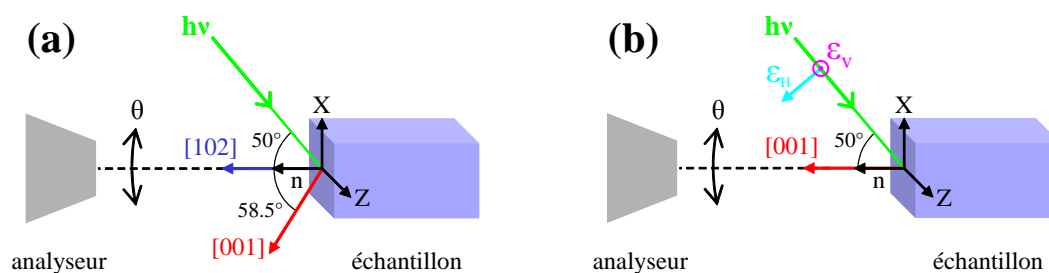 (a)
hν
θ
X
50°
[102]
n
Z
58.5°
[001]
analyseur
échantillon
(b)
hν
εV
εH
θ
X
50°
[001]
n
Z
analyseur
échantillon